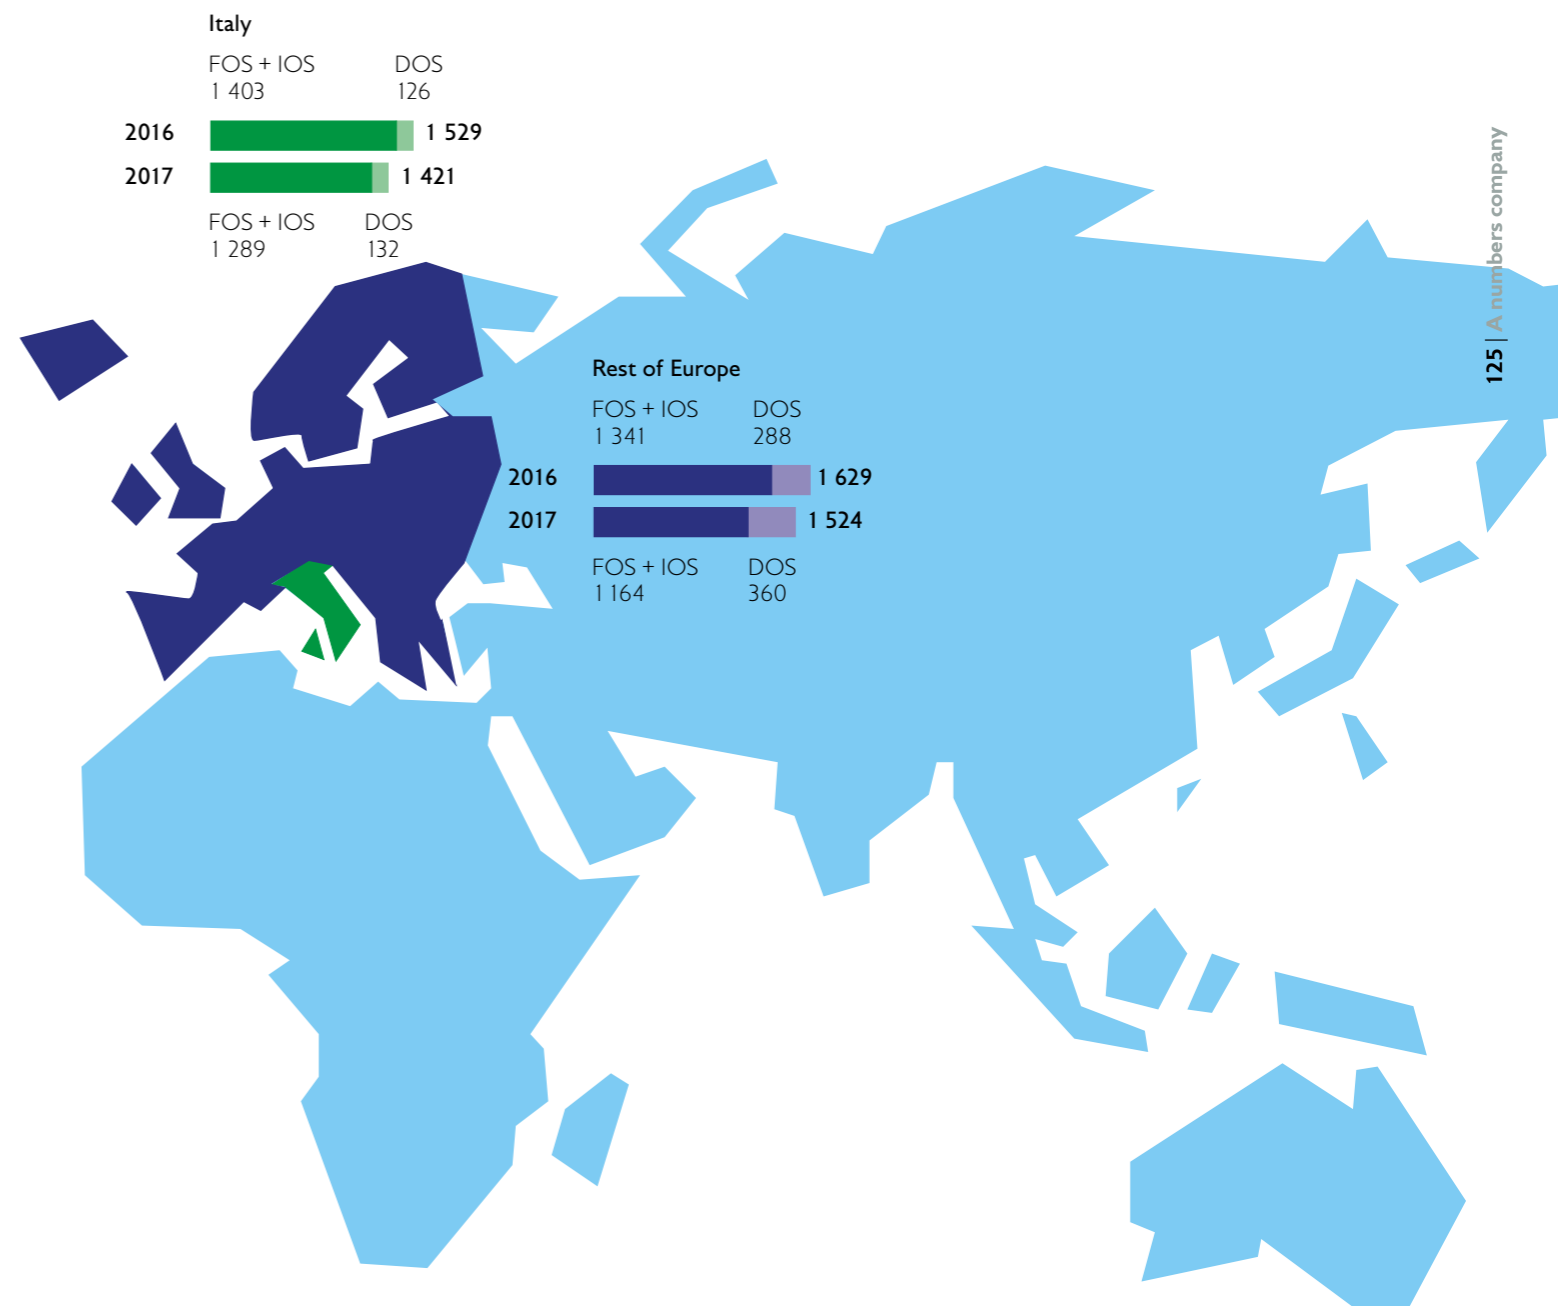 Italy
FOS + IOS DOS
1 403 126
2016 1 529
2017 1 421
FOS + IOS DOS
1 289 132
Rest of Europe
FOS + IOS DOS
1 341 288
2016 1 629
2017 1 524
FOS + IOS DOS
1 164 360
125 | A numbers company